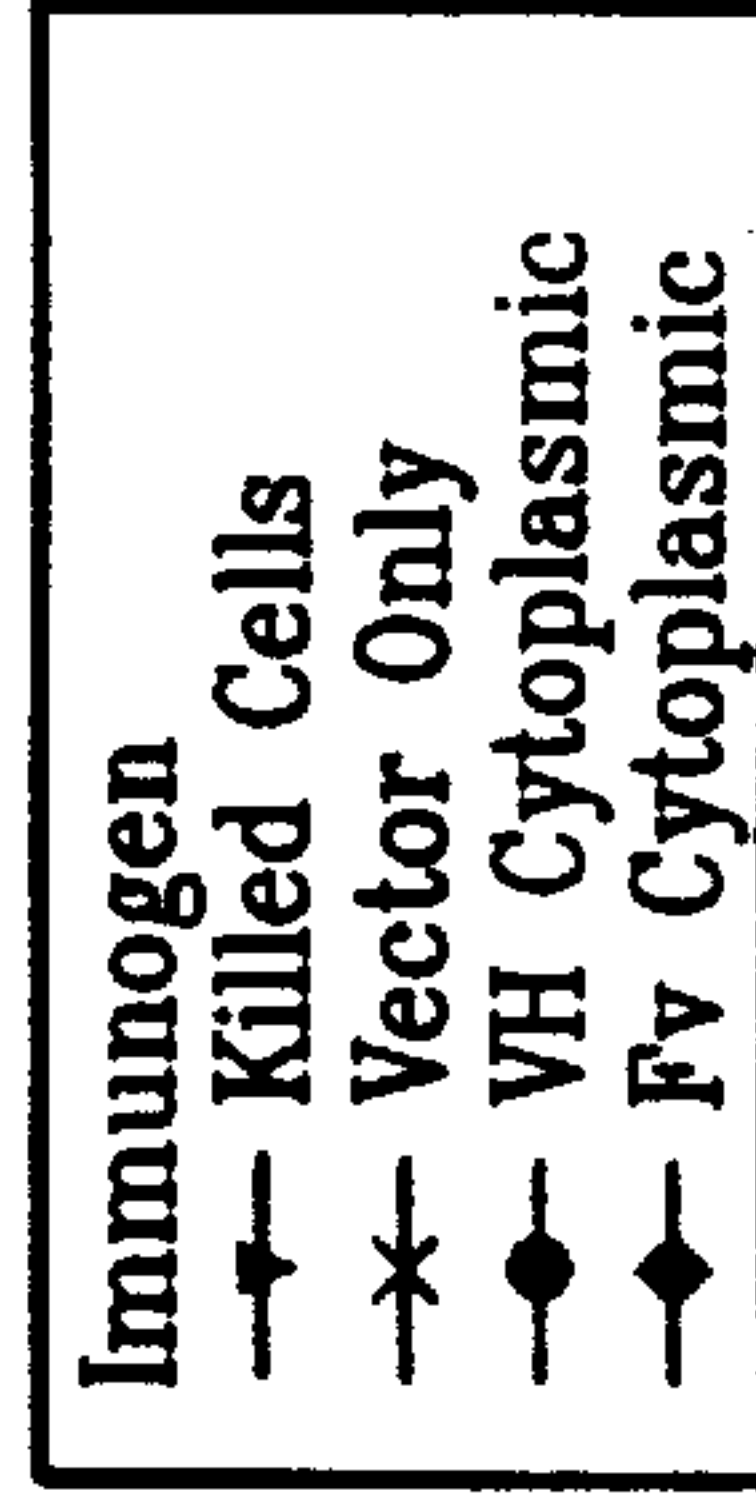 Immunogen
Killed Cells
Vector Only
VH Cytoplasmic
Fv Cytoplasmic